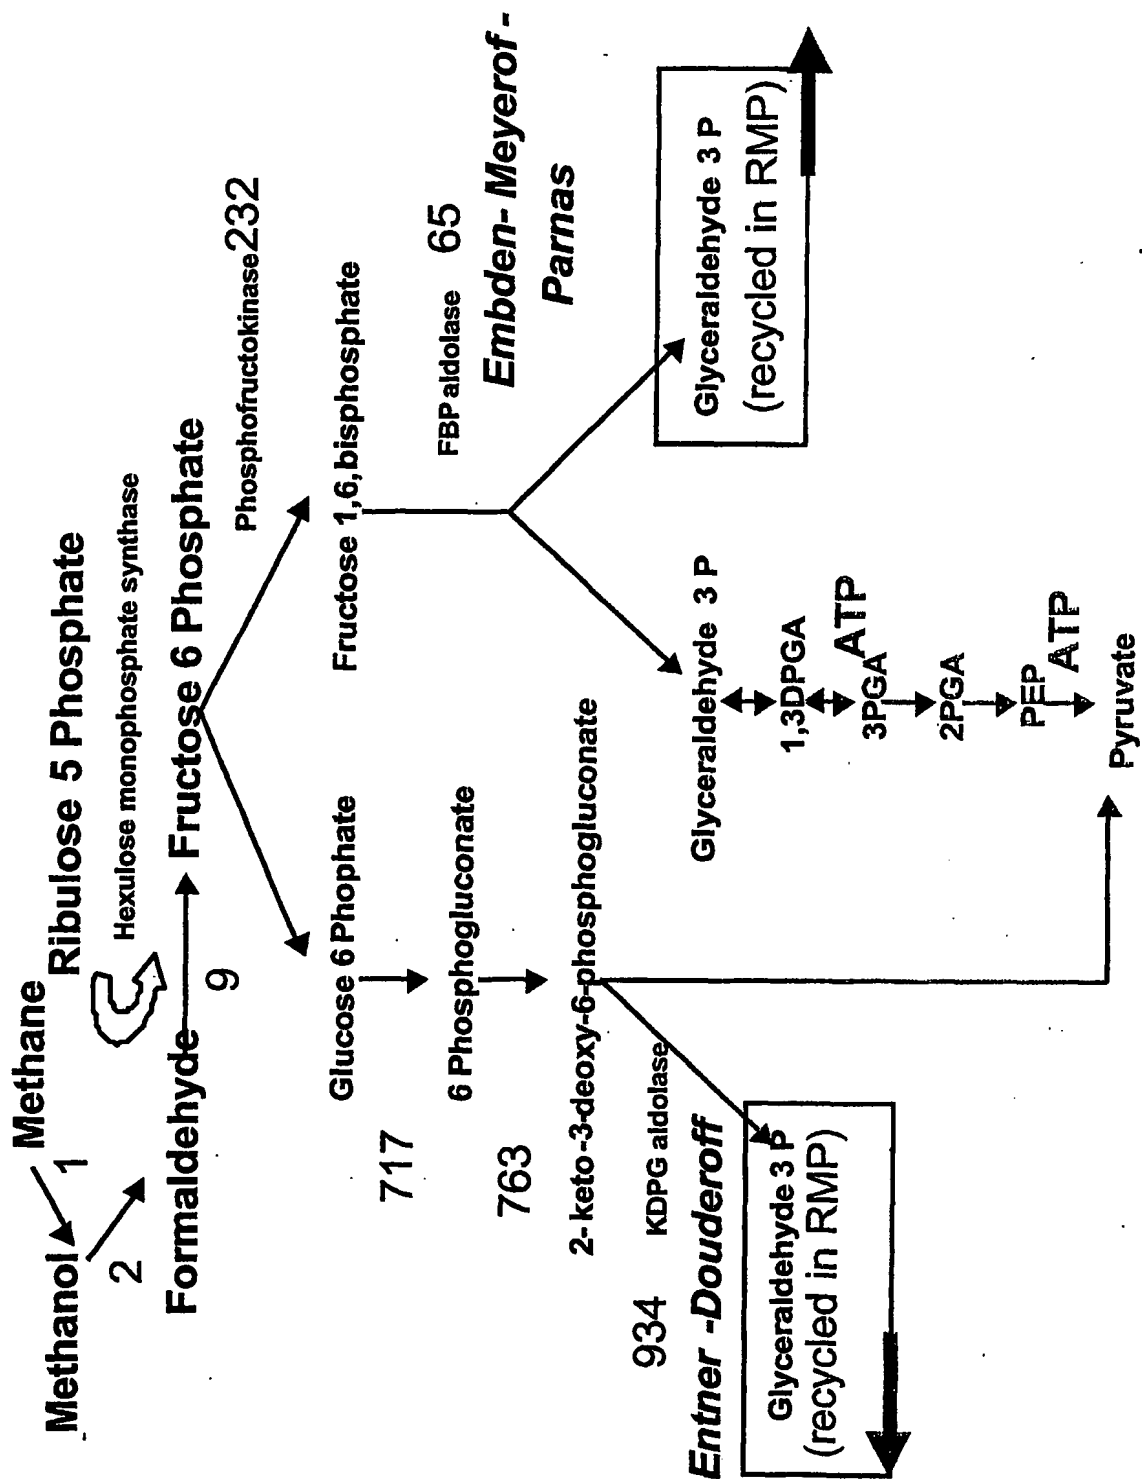 Methane
Methanol
1
2
Ribulose 5 Phosphate
Hexulose monophosphate synthase
Formaldehyde
9
Fructose 6 Phosphate
Phosphofructokinase 232
Glucose 6 Phophate
Fructose 1,6,bisphosphate
717
6 Phosphogluconate
FBP aldolase 65
763
Embden- Meyerof -
Parnas
2- keto-3-deoxy-6-phosphogluconate
934 KDPG aldolase
Entner -Douderoff
Glyceraldehyde 3 P
(recycled in RMP)
Glyceraldehyde 3 P
1,3DPGA
ATP
3PGA
2PGA
PEP
ATP
Pyruvate
Glyceraldehyde 3 P
(recycled in RMP)